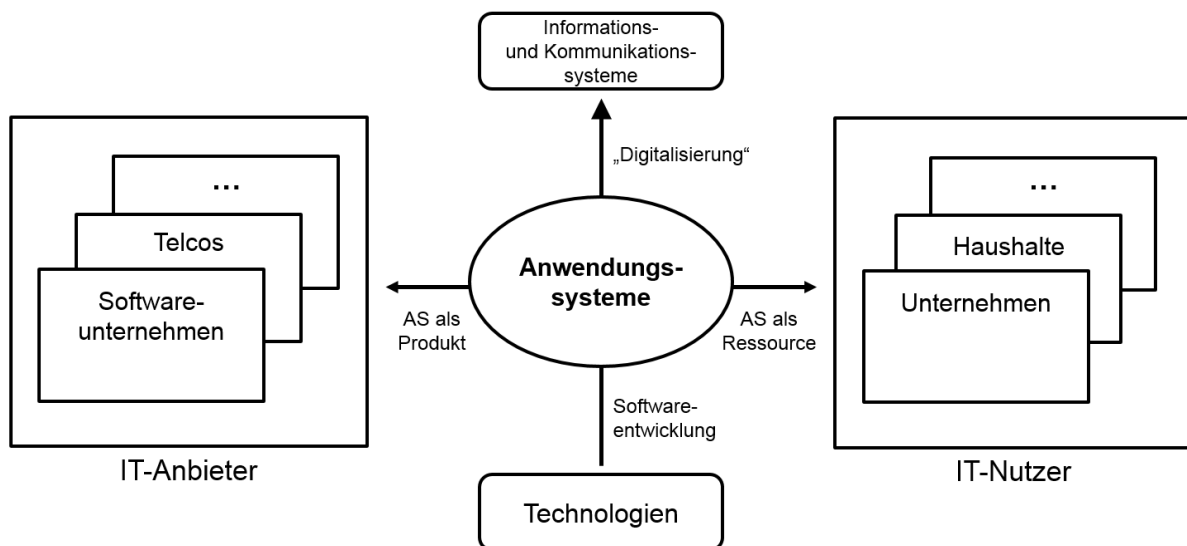 Informations-
und Kommunikations-
systeme
„Digitalisierung“
...
Telcos
Software-
unternehmen
IT-Anbieter
AS als
Produkt
Anwendungs-
systeme
AS als
Ressource
...
Haushalte
Unternehmen
IT-Nutzer
Software-
entwicklung
Technologien